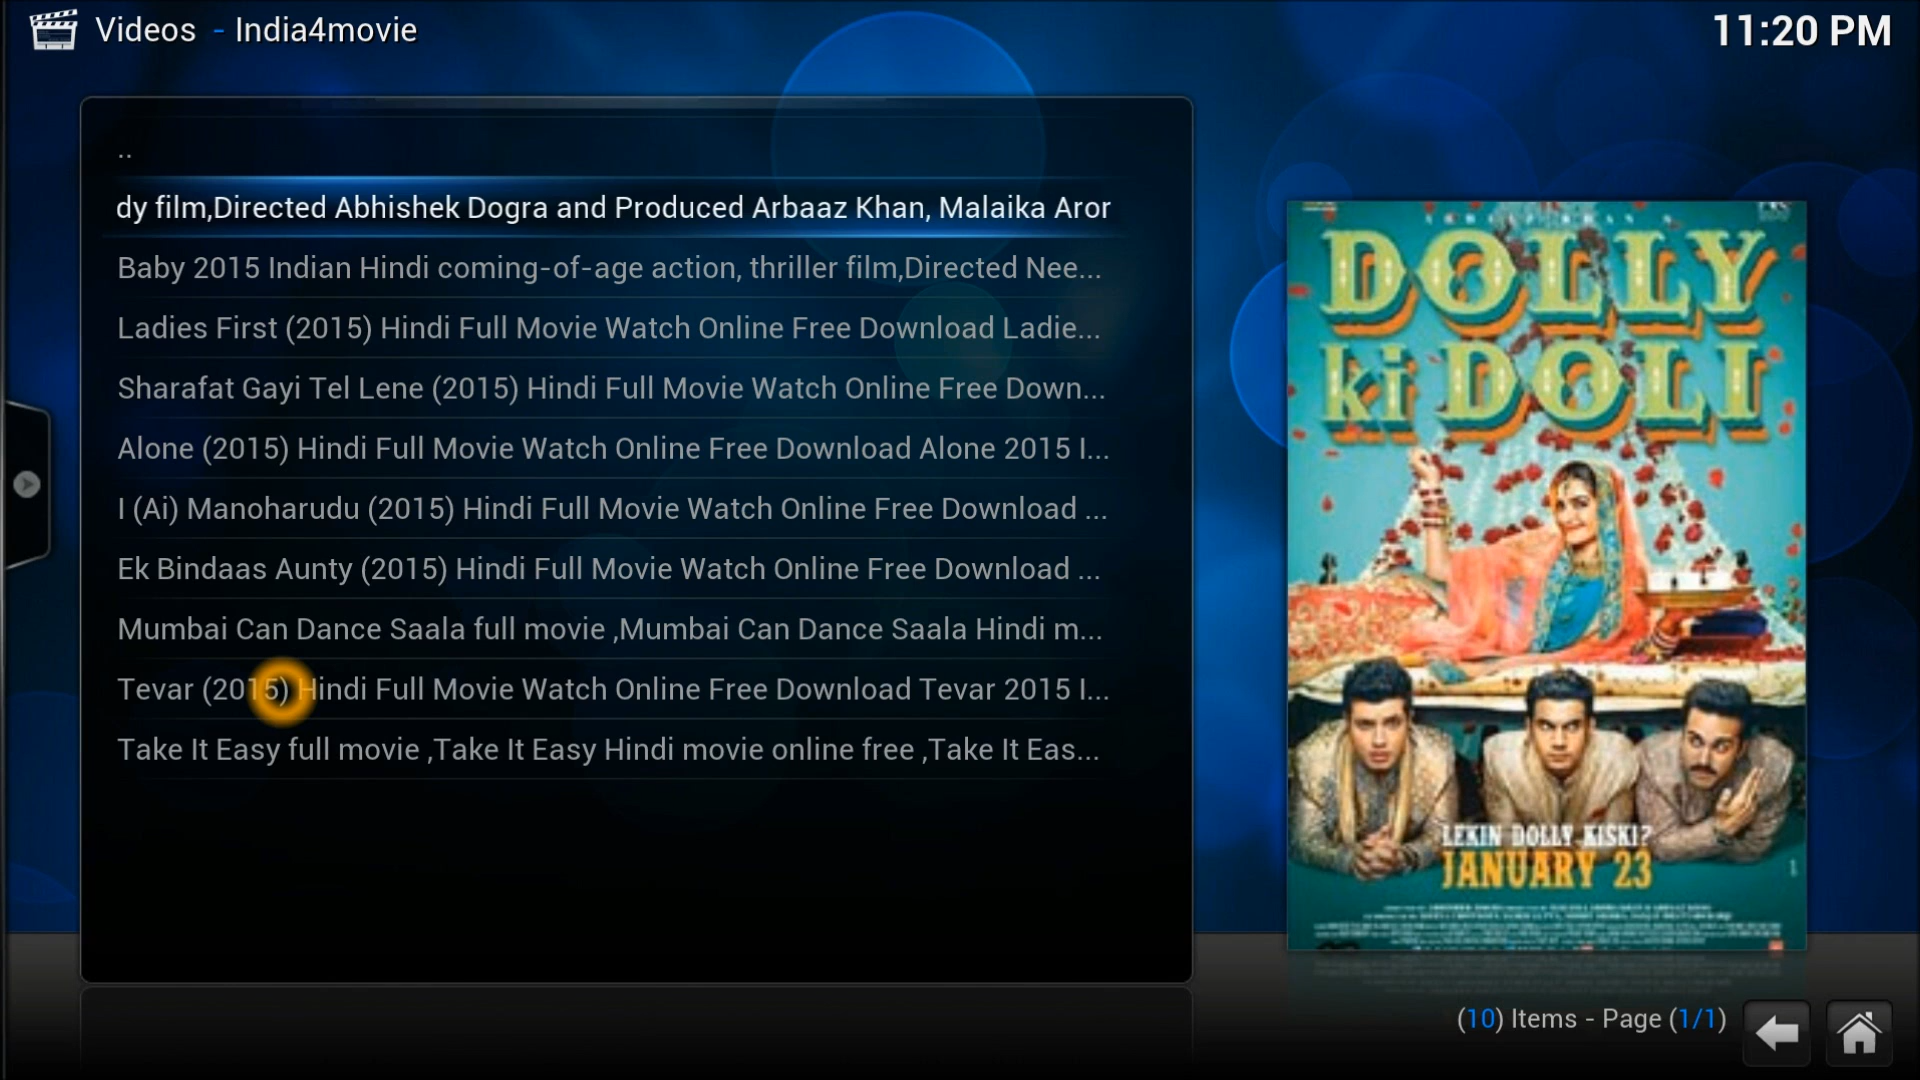 Videos - India4movie
11:20 PM
..
dy film,Directed Abhishek Dogra and Produced Arbaaz Khan, Malaika Aror
Baby 2015 Indian Hindi coming-of-age action, thriller film,Directed Nee...
Ladies First (2015) Hindi Full Movie Watch Online Free Download Ladie...
Sharafat Gayi Tel Lene (2015) Hindi Full Movie Watch Online Free Down...
Alone (2015) Hindi Full Movie Watch Online Free Download Alone 2015 I...
I (Ai) Manoharudu (2015) Hindi Full Movie Watch Online Free Download ...
Ek Bindaas Aunty (2015) Hindi Full Movie Watch Online Free Download ...
Mumbai Can Dance Saala full movie ,Mumbai Can Dance Saala Hindi m...
Tevar (2015) Hindi Full Movie Watch Online Free Download Tevar 2015 I...
Take It Easy full movie ,Take It Easy Hindi movie online free ,Take It Eas...
DOLLY
ki DOLI
LEKIN DOLLY KISKI?
JANUARY 23
(10) Items - Page (1/1)